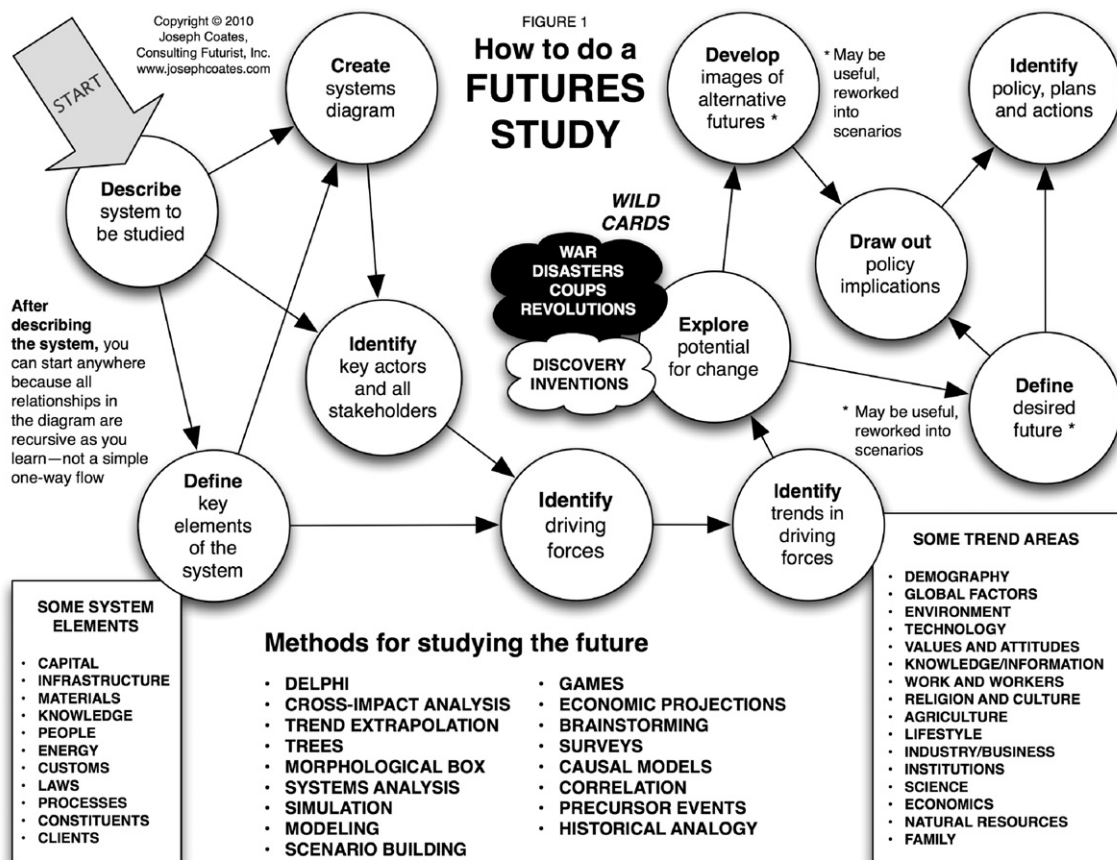 Copyright © 2010
Joseph Coates,
Consulting Futurist, Inc.
www.josephcoates.com
START
FIGURE 1
How to do a
FUTURES
STUDY
Describe
system to
be studied
Create
systems
diagram
Develop
images of
alternative
futures *
* May be
useful,
reworked
into
scenarios
Identify
policy, plans
and actions
WILD
CARDS
WAR
DISASTERS
COUPS
REVOLUTIONS
DISCOVERY
INVENTIONS
Draw out
policy
implications
After
describing
the system, you
can start anywhere
because all
relationships in
the diagram are
recursive as you
learn—not a simple
one-way flow
Identify
key actors
and all
stakeholders
Explore
potential
for change
Define
desired
future *
* May be useful,
reworked into
scenarios
Define
key
elements
of the
system
Identify
driving
forces
Identify
trends in
driving
forces
SOME SYSTEM
ELEMENTS
· CAPITAL
· INFRASTRUCTURE
· MATERIALS
· KNOWLEDGE
· PEOPLE
· ENERGY
· CUSTOMS
· LAWS
· PROCESSES
· CONSTITUENTS
· CLIENTS
Methods for studying the future
· DELPHI
· CROSS-IMPACT ANALYSIS
· TREND EXTRAPOLATION
· TREES
· MORPHOLOGICAL BOX
· SYSTEMS ANALYSIS
· SIMULATION
· MODELING
· SCENARIO BUILDING
· GAMES
· ECONOMIC PROJECTIONS
· BRAINSTORMING
· SURVEYS
· CAUSAL MODELS
· CORRELATION
· PRECURSOR EVENTS
· HISTORICAL ANALOGY
SOME TREND AREAS
· DEMOGRAPHY
· GLOBAL FACTORS
· ENVIRONMENT
· TECHNOLOGY
· VALUES AND ATTITUDES
· KNOWLEDGE/INFORMATION
· WORK AND WORKERS
· RELIGION AND CULTURE
· AGRICULTURE
· LIFESTYLE
· INDUSTRY/BUSINESS
· INSTITUTIONS
· SCIENCE
· ECONOMICS
· NATURAL RESOURCES
· FAMILY